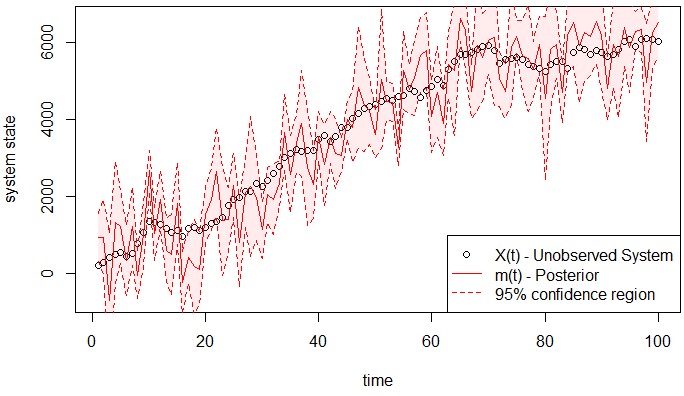 system state
6000
4000
2000
0
X(t) - Unobserved System
m(t) - Posterior
95% confidence region
0 20 40 60 80 100
time